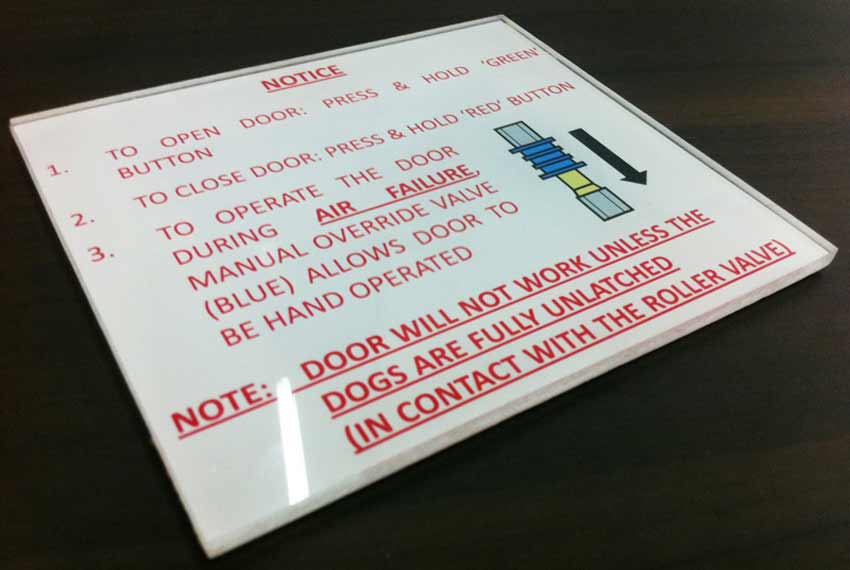 NOTICE
1. TO OPEN DOOR: PRESS & HOLD 'GREEN'
BUTTON
2. TO CLOSE DOOR: PRESS & HOLD 'RED' BUTTON
3. TO OPERATE THE DOOR
DURING AIR FAILURE,
MANUAL OVERRIDE VALVE
(BLUE) ALLOWS DOOR TO
BE HAND OPERATED
NOTE: DOOR WILL NOT WORK UNLESS THE
DOGS ARE FULLY UNLATCHED
(IN CONTACT WITH THE ROLLER VALVE)